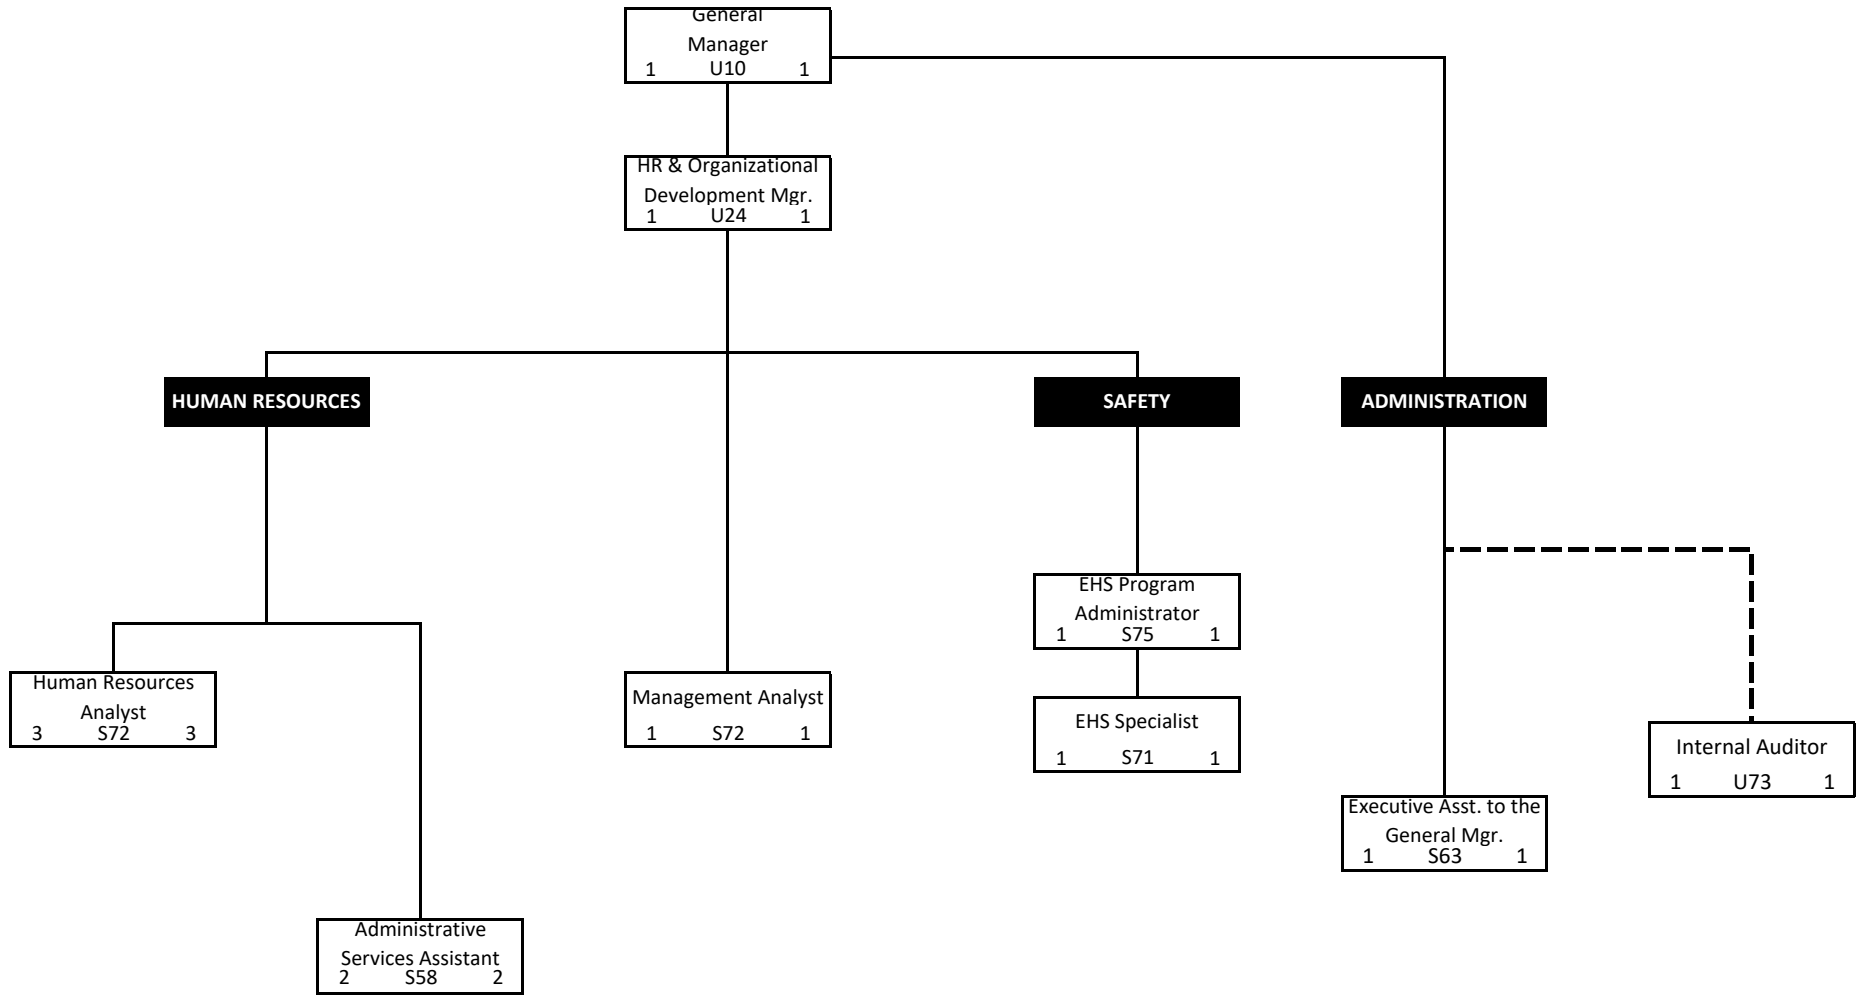 General
Manager
1 U10 1
HR & Organizational
Development Mgr.
1 U24 1
HUMAN RESOURCES
SAFETY
ADMINISTRATION
EHS Program
Administrator
1 S75 1
Human Resources
Analyst
3 S72 3
Management Analyst
1 S72 1
EHS Specialist
1 S71 1
Internal Auditor
1 U73 1
Executive Asst. to the
General Mgr.
1 S63 1
Administrative
Services Assistant
2 S58 2